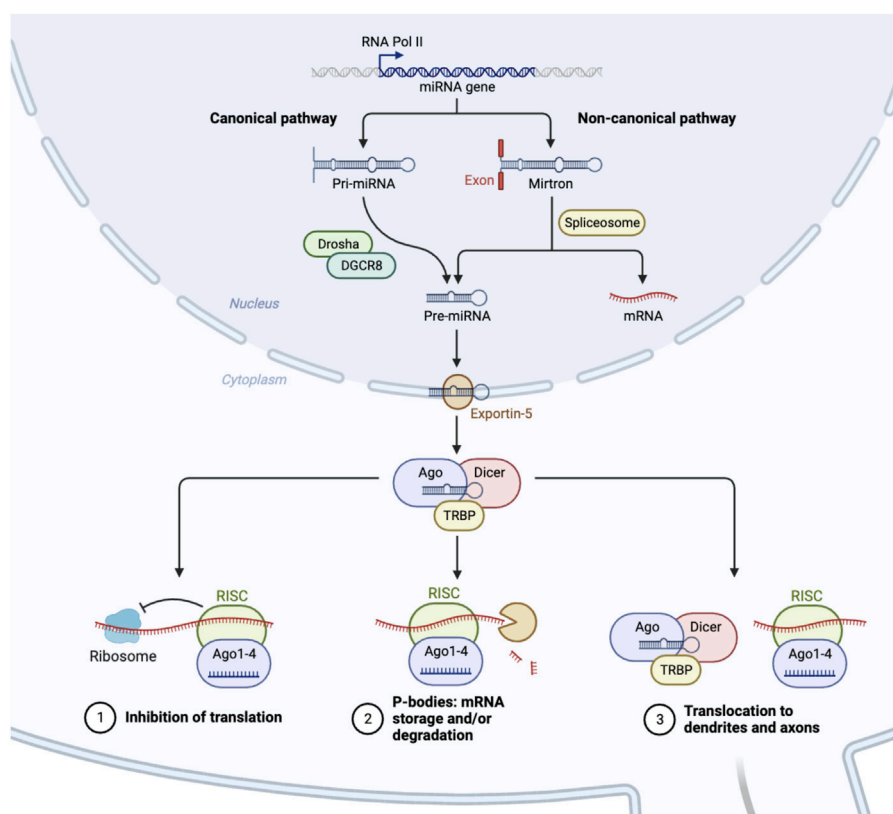 RNA Pol II
miRNA gene
Canonical pathway
Non-canonical pathway
Pri-miRNA
Exon
Mirtron
Spliceosome
Drosha
DGCR8
Nucleus
Pre-miRNA
mRNA
Cytoplasm
Exportin-5
Ago
Dicer
TRBP
RISC
Ribosome
Ago1-4
1 Inhibition of translation
RISC
Ago1-4
2 P-bodies: mRNA
storage and/or
degradation
Ago
Dicer
TRBP
RISC
Ago1-4
3 Translocation to
dendrites and axons